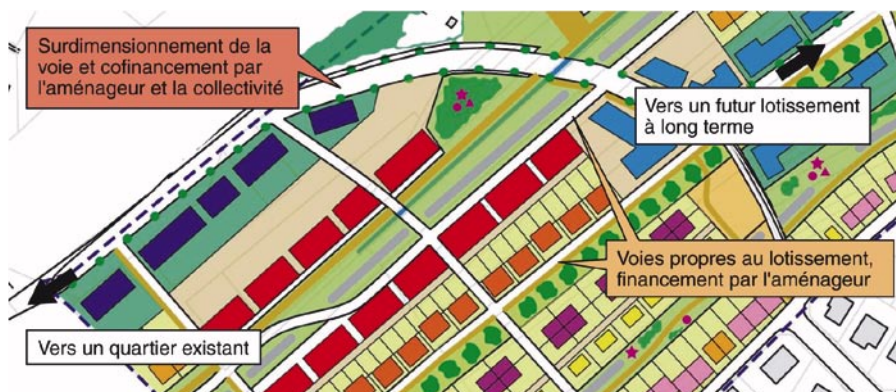 Surdimensionnement de la
voie et cofinancement par
l'aménageur et la collectivité
Vers un futur lotissement
à long terme
Voies propres au lotissement,
financement par l'aménageur
Vers un quartier existant